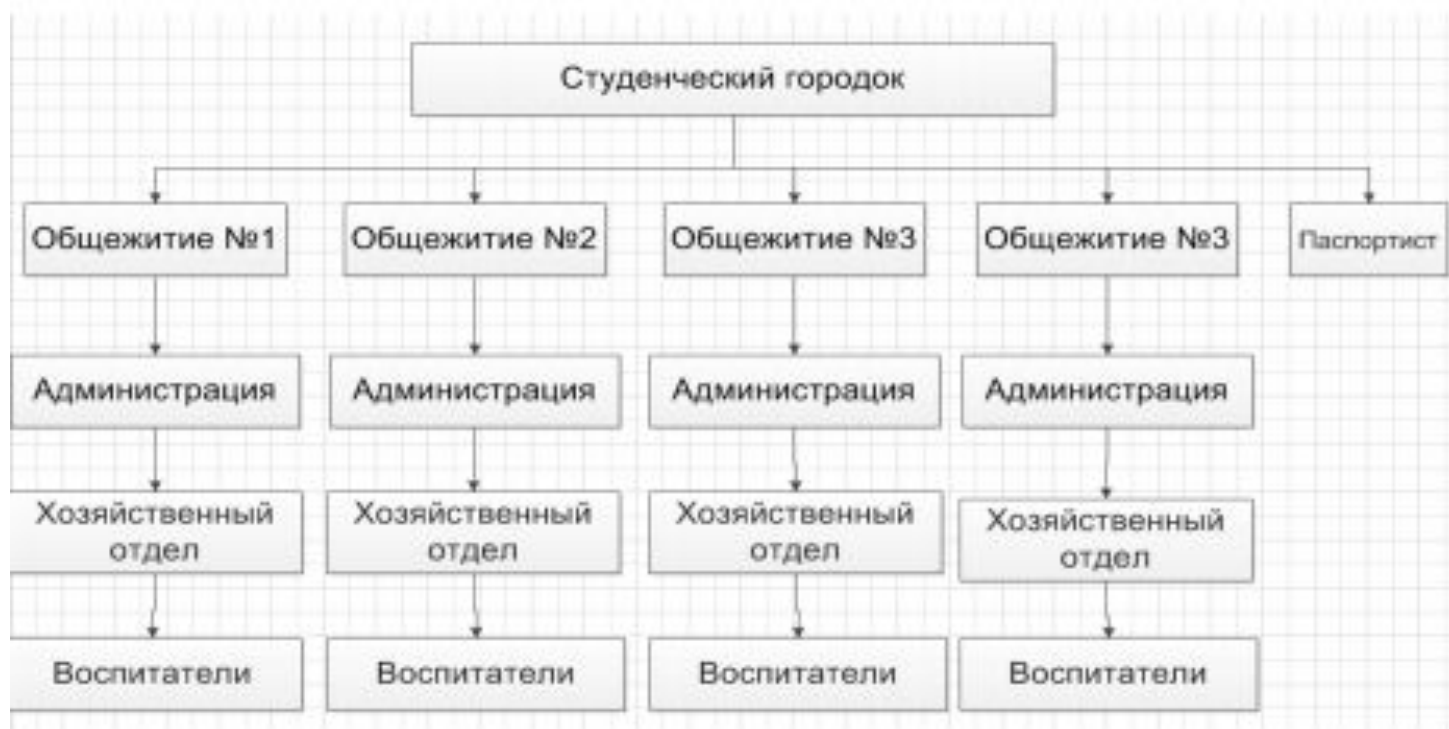 Студенческий городок
Общежитие №1
Общежитие №2
Общежитие №3
Общежитие №3
Паспортист
Администрация
Администрация
Администрация
Администрация
Хозяйственный
отдел
Хозяйственный
отдел
Хозяйственный
отдел
Хозяйственный
отдел
Воспитатели
Воспитатели
Воспитатели
Воспитатели